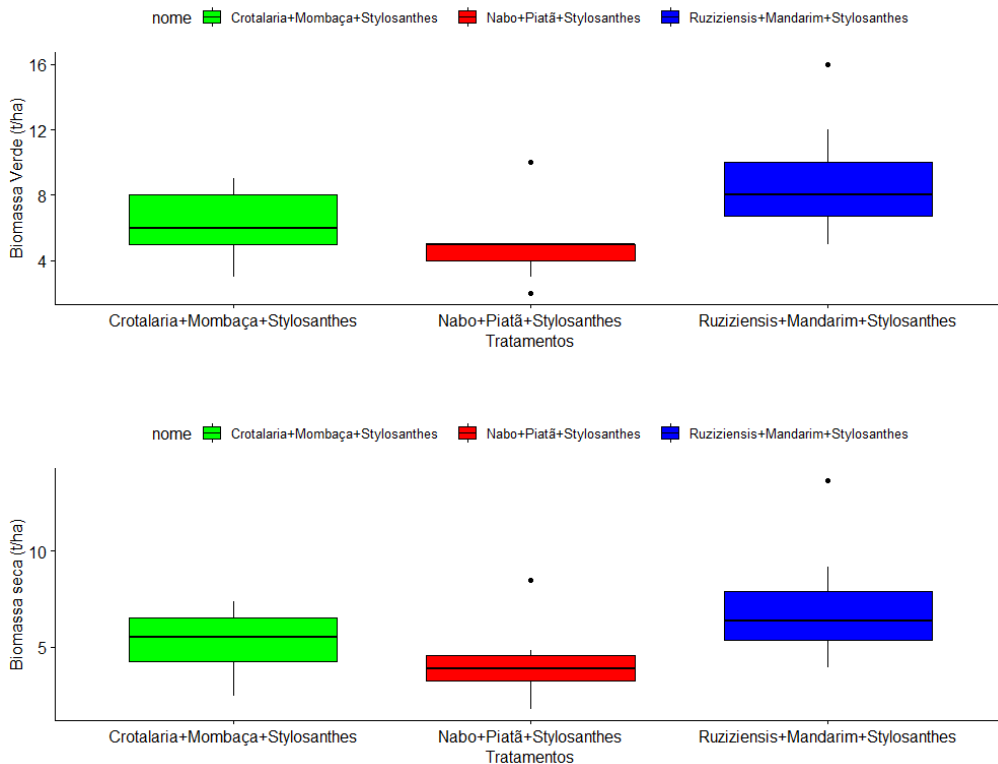 nome Crotalaria+Mombaça+Stylosanthes Nabo+Piatã+Stylosanthes Ruziziensis+Mandarim+Stylosanthes
Biomassa Verde (t/ha)
16
12
8
4
Crotalaria+Mombaça+Stylosanthes Nabo+Piatã+Stylosanthes Ruziziensis+Mandarim+Stylosanthes
Tratamentos
nome Crotalaria+Mombaça+Stylosanthes Nabo+Piatã+Stylosanthes Ruziziensis+Mandarim+Stylosanthes
Biomassa seca (t/ha)
10
5
Crotalaria+Mombaça+Stylosanthes Nabo+Piatã+Stylosanthes Ruziziensis+Mandarim+Stylosanthes
Tratamentos